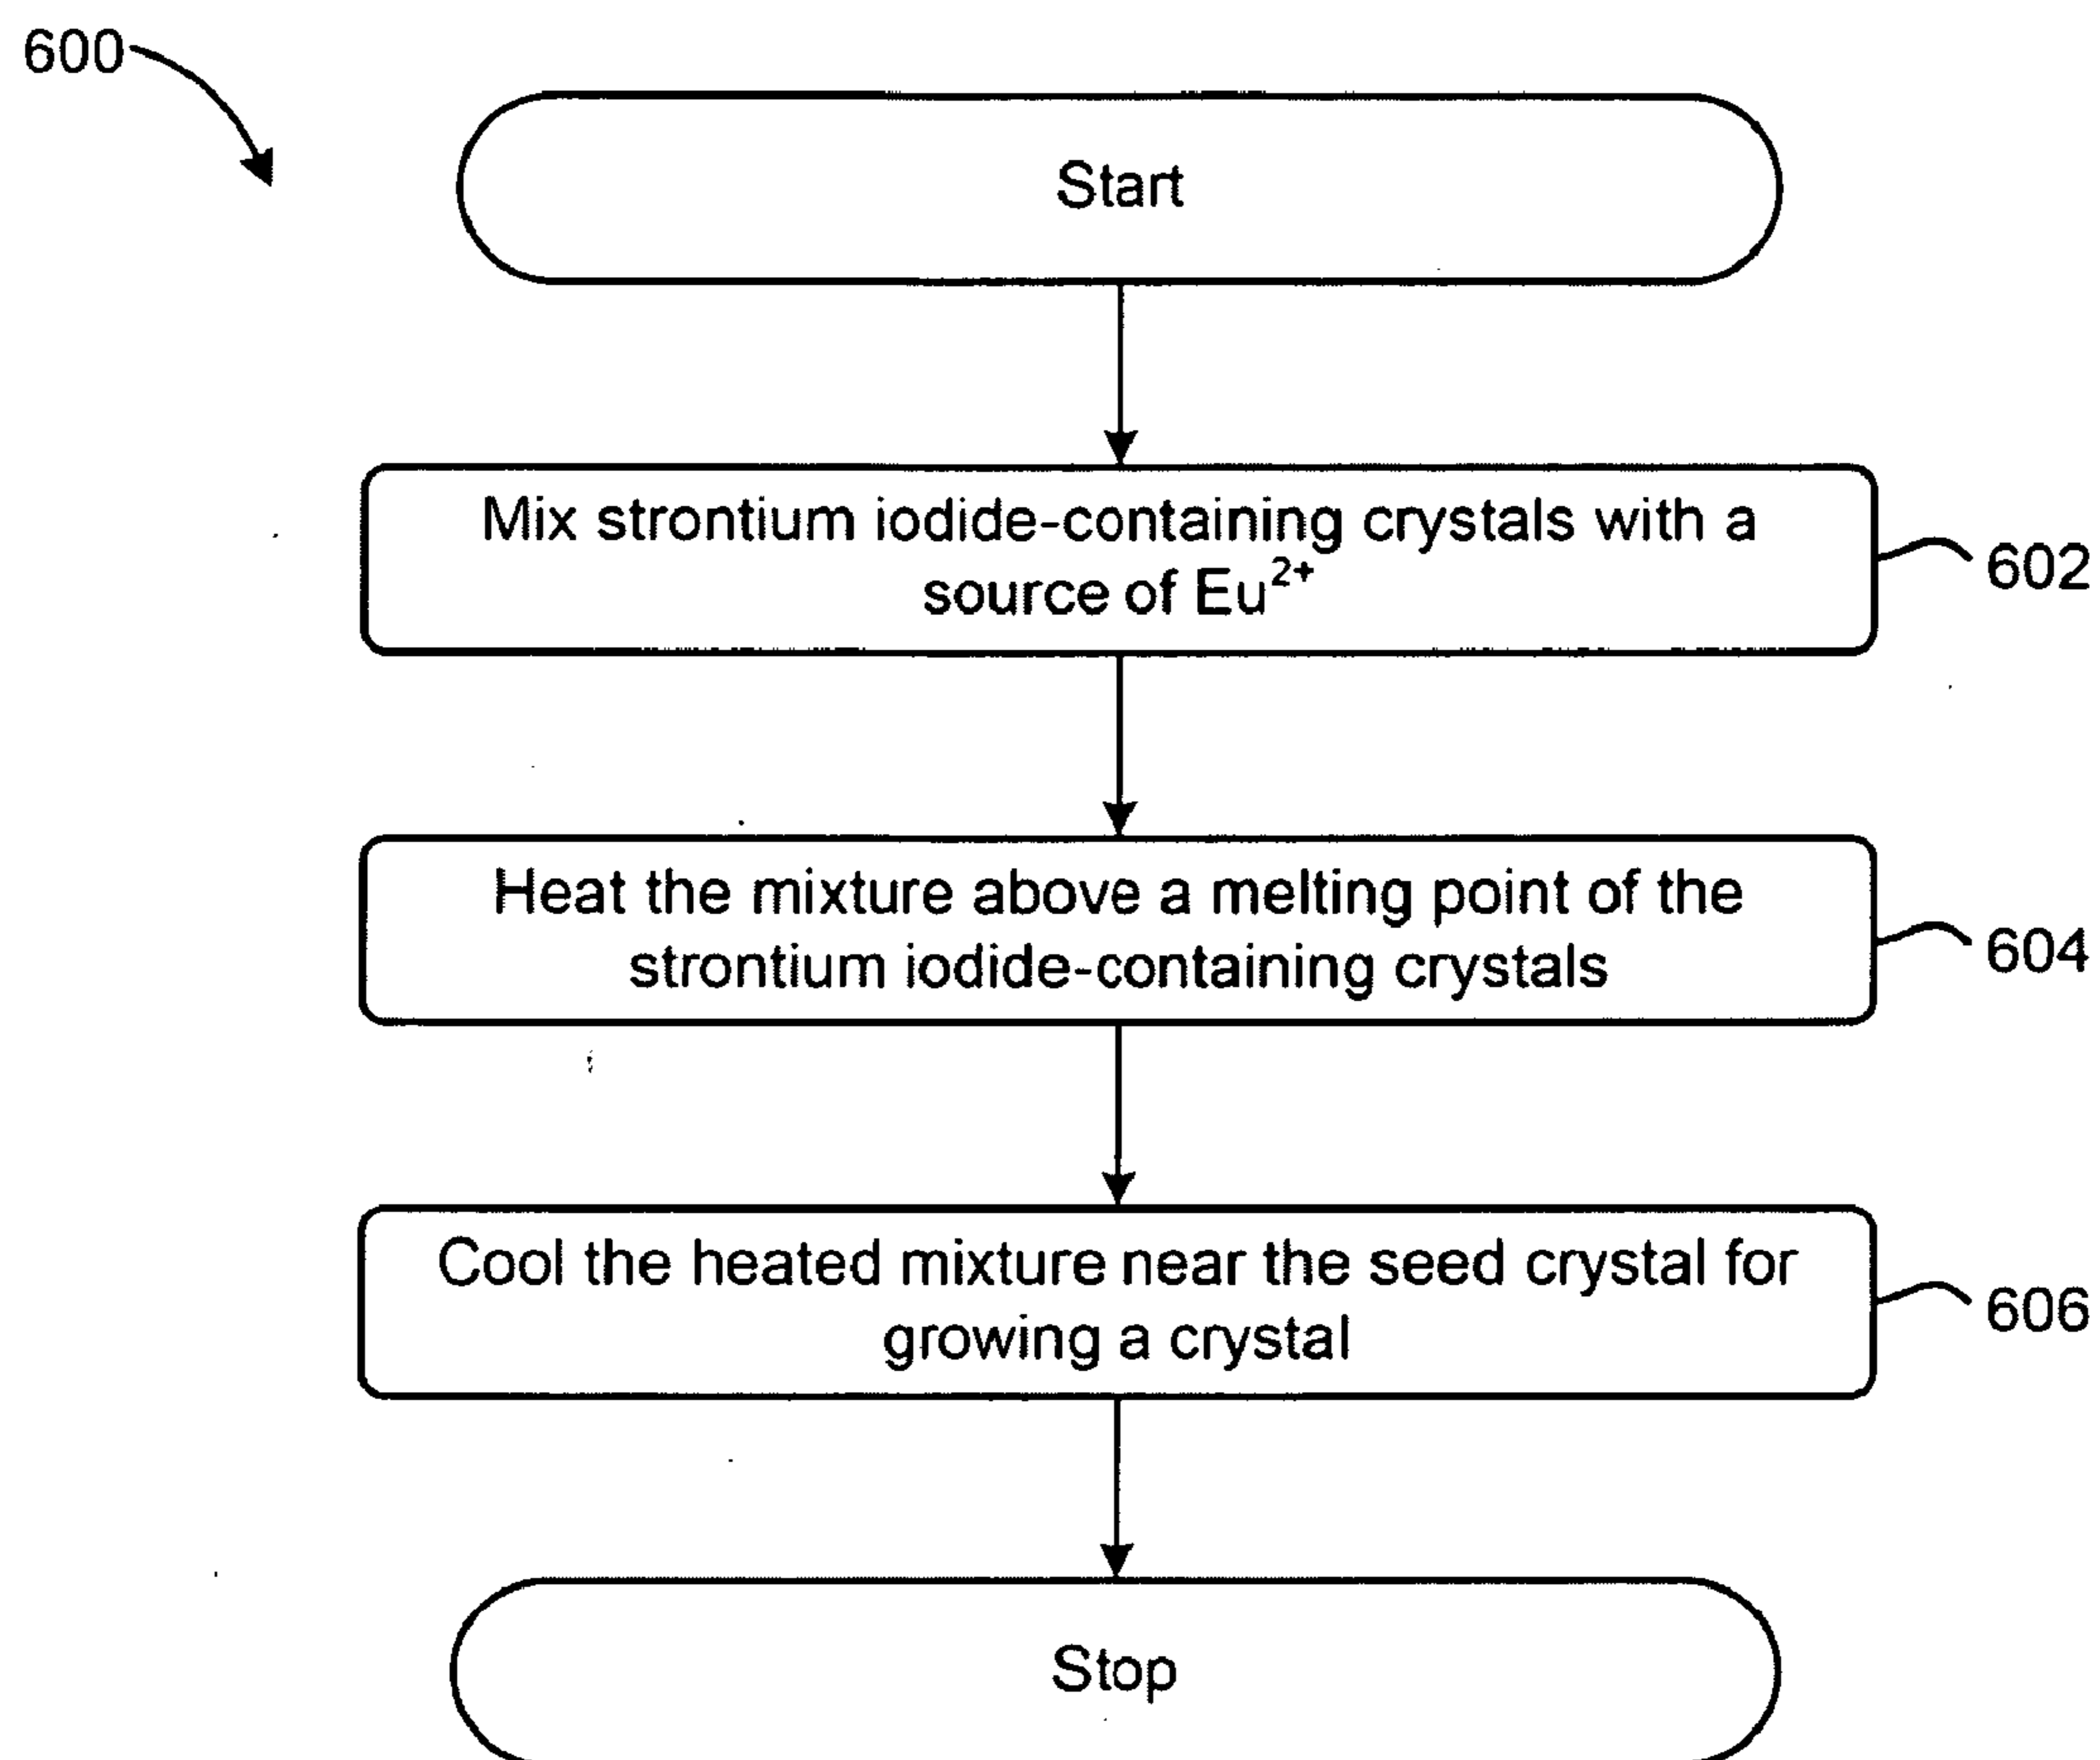 600
Start
Mix strontium iodide-containing crystals with a
source of Eu²⁺
602
Heat the mixture above a melting point of the
strontium iodide-containing crystals
604
Cool the heated mixture near the seed crystal for
growing a crystal
606
Stop